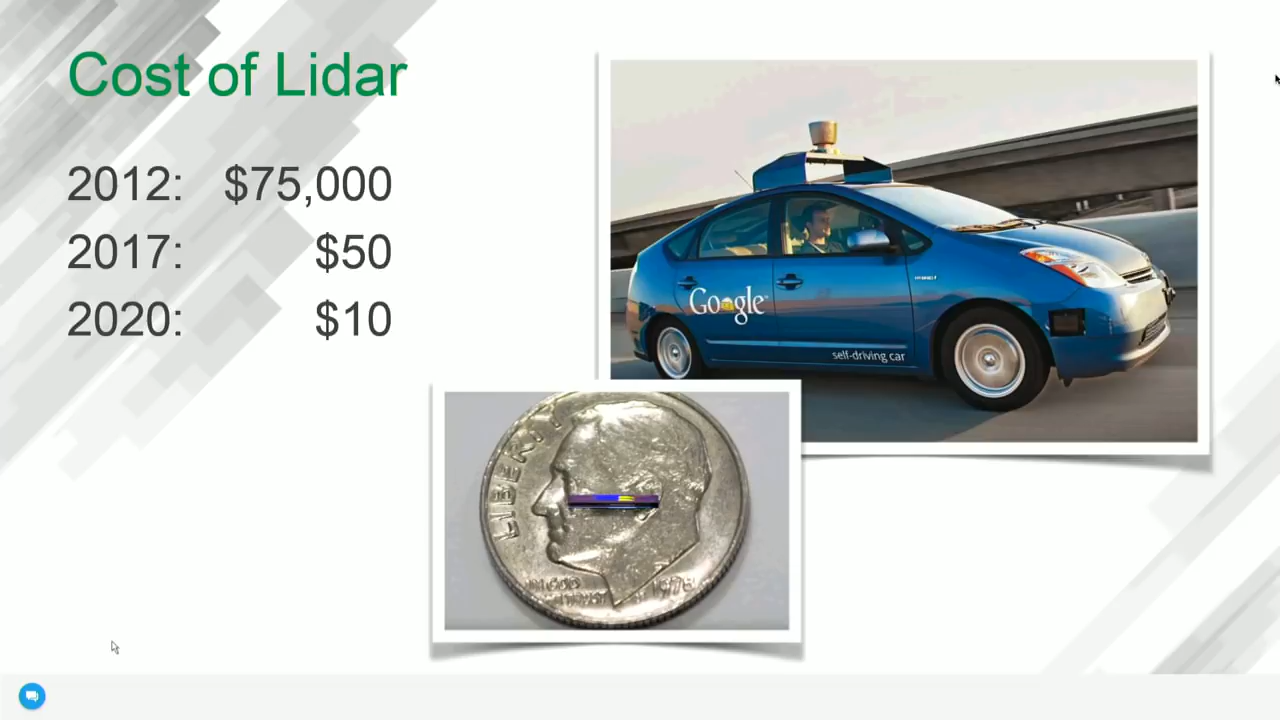 Cost of Lidar
2012: $75,000
2017: $50
2020: $10
Google
self-driving car
LIBERTY